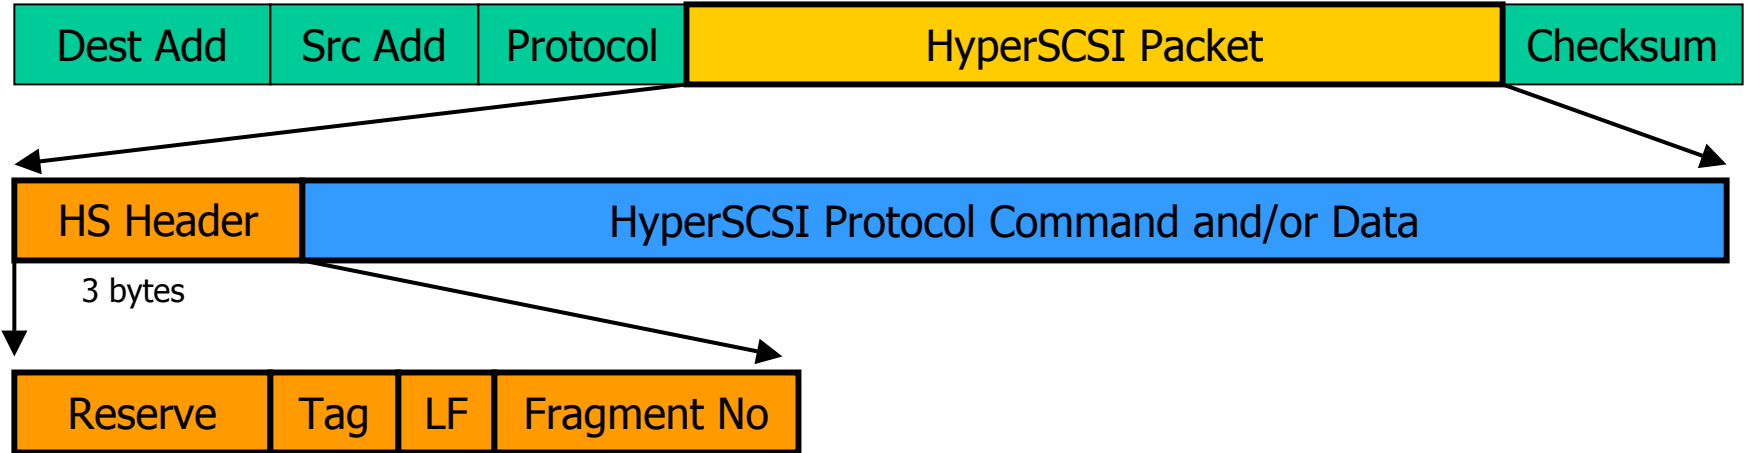 Dest Add Src Add Protocol HyperSCSI Packet Checksum
HS Header HyperSCSI Protocol Command and/or Data
3 bytes
Reserve Tag LF Fragment No